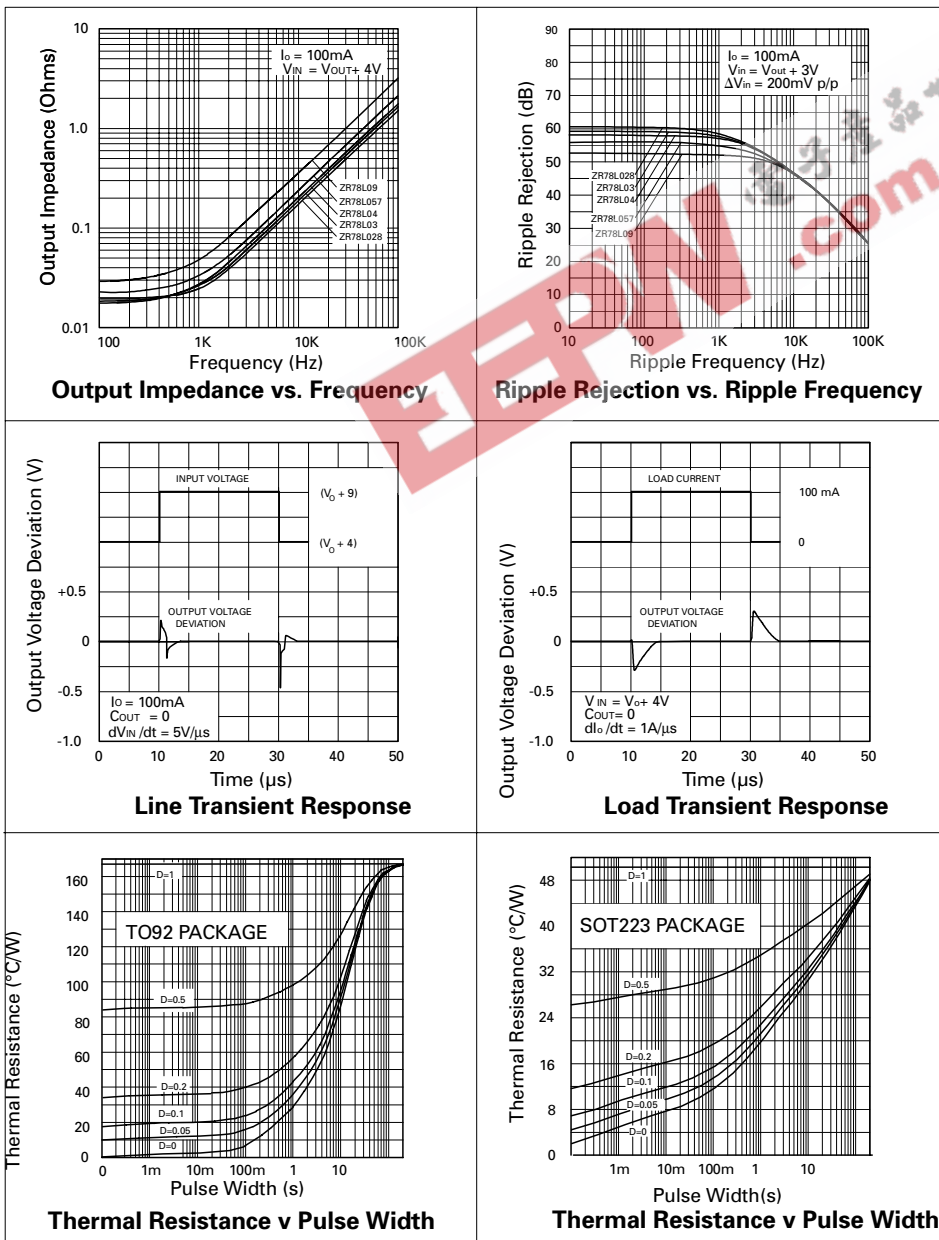 Output Impedance (Ohms)
10
1.0
0.1
0.01
Io = 100mA
VIN = VOUT+ 4V
ZR78L09
ZR78L057
ZR78L04
ZR78L03
ZR78L028
100
1K
10K
100K
Frequency (Hz)
Output Impedance vs. Frequency
Ripple Rejection (dB)
90
80
70
60
50
40
30
20
10
0
Io = 100mA
Vin = Vout + 3V
ΔVin = 200mV p/p
ZR78L028
ZR78L03
ZR78L04
ZR78L057
ZR78L09
10
100
1K
10K
100K
Ripple Frequency (Hz)
Ripple Rejection vs. Ripple Frequency
EEPW.com
Output Voltage Deviation (V)
INPUT VOLTAGE
(VO + 9)
(VO + 4)
+0.5
0
-0.5
-1.0
OUTPUT VOLTAGE
DEVIATION
IO = 100mA
COUT = 0
dVIN/dt = 5V/µs
0
10
20
30
40
50
Time (µs)
Line Transient Response
Output Voltage Deviation (V)
LOAD CURRENT
100 mA
0
+0.5
0
-0.5
-1.0
OUTPUT VOLTAGE
DEVIATION
VIN = Vo+ 4V
COUT= 0
dIo/dt = 1A/µs
0
10
20
30
40
50
Time (µs)
Load Transient Response
Thermal Resistance (°C/W)
160
140
120
100
80
60
40
20
0
D=1
TO92 PACKAGE
D=0.5
D=0.2
D=0.1
D=0.05
D=0
0
1m
10m
100m
1
10
Pulse Width (s)
Thermal Resistance v Pulse Width
Thermal Resistance (°C/W)
48
40
32
24
16
8
0
D=1
SOT223 PACKAGE
D=0.5
D=0.2
D=0.1
D=0.05
D=0
1m
10m
100m
1
10
Pulse Width(s)
Thermal Resistance v Pulse Width